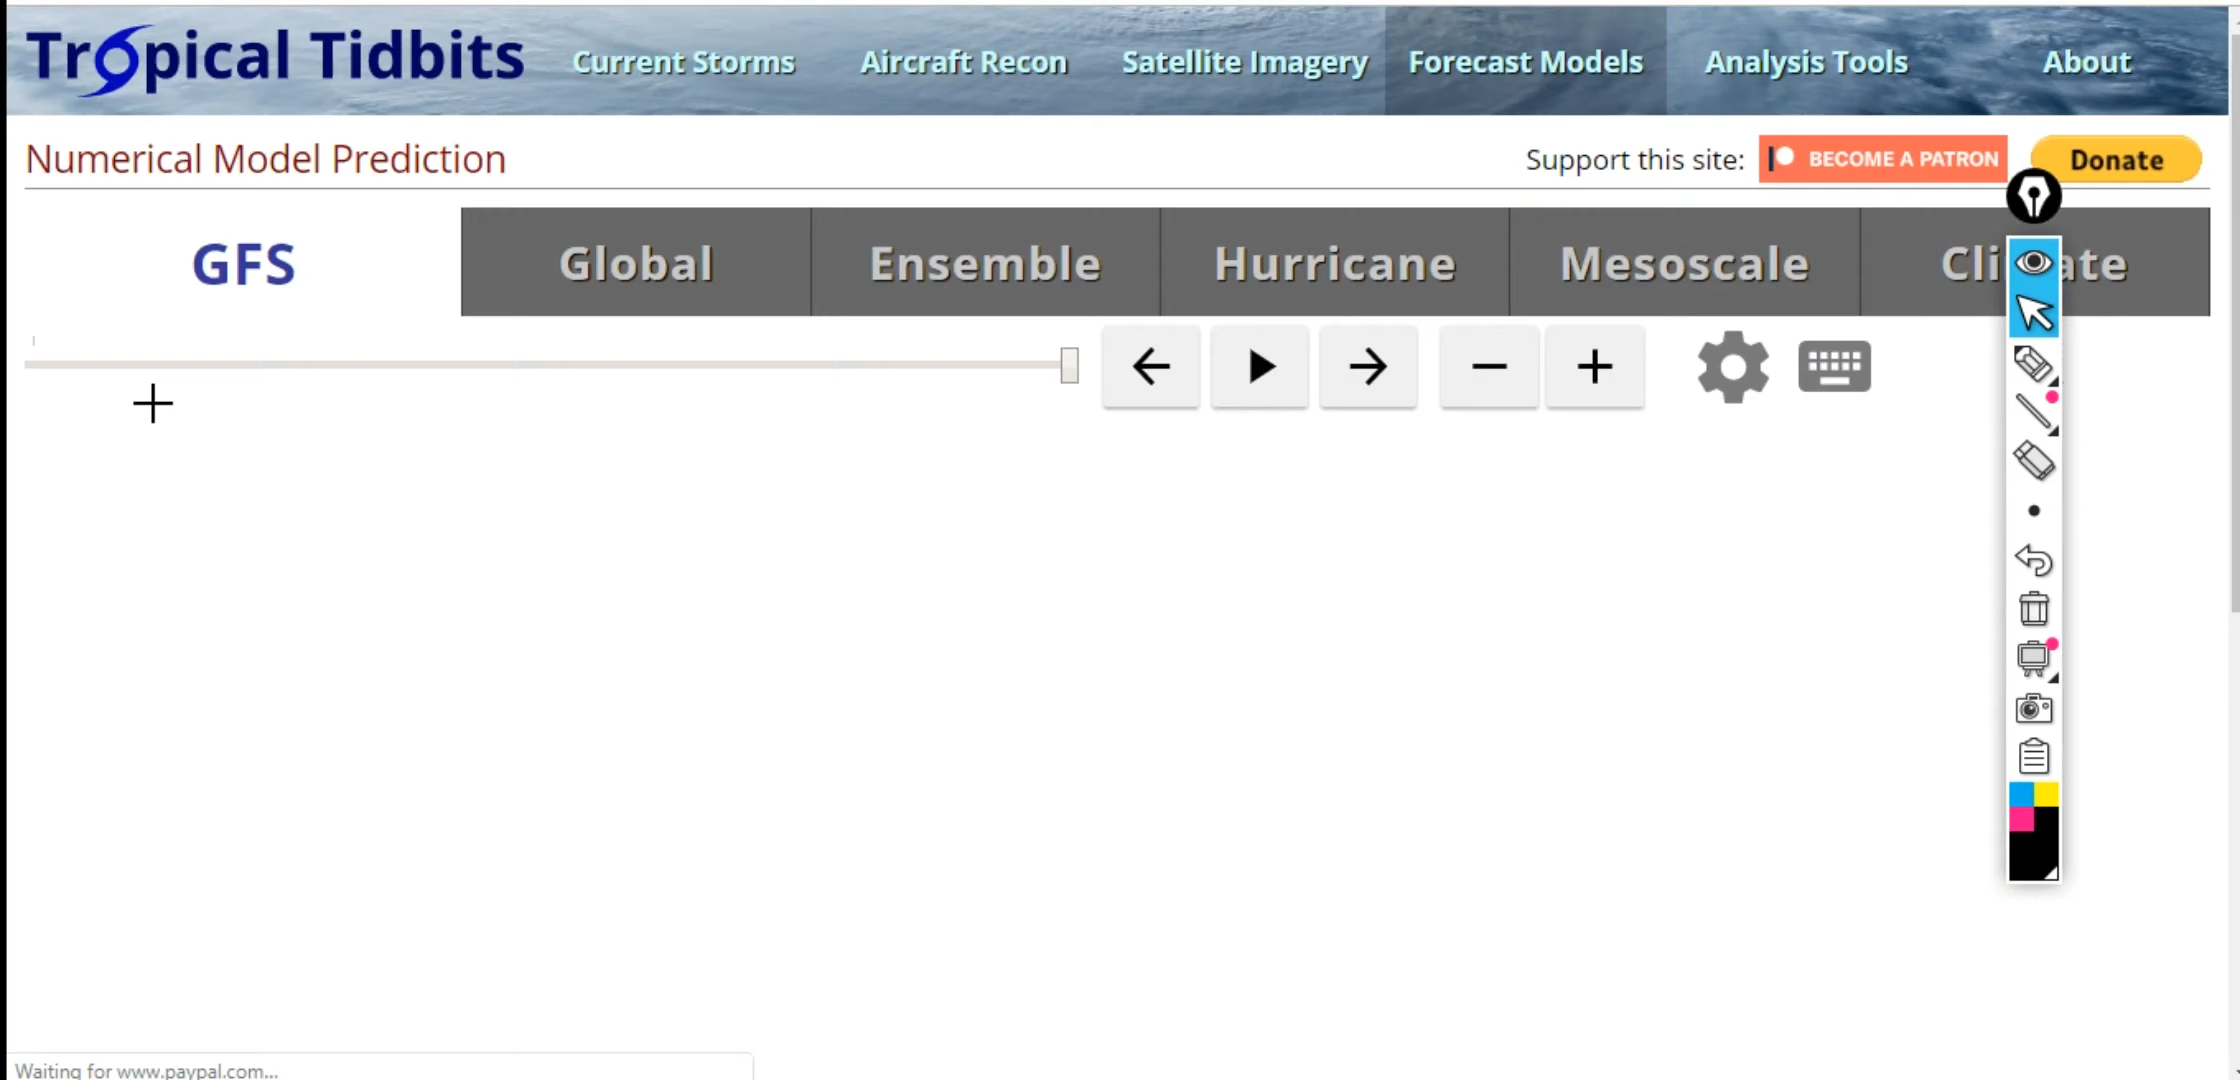 Tropical Tidbits
Current Storms
Aircraft Recon
Satellite Imagery
Forecast Models
Analysis Tools
About
Numerical Model Prediction
Support this site:
BECOME A PATRON
Donate
GFS
Global
Ensemble
Hurricane
Mesoscale
Cli ate
Waiting for www.paypal.com...